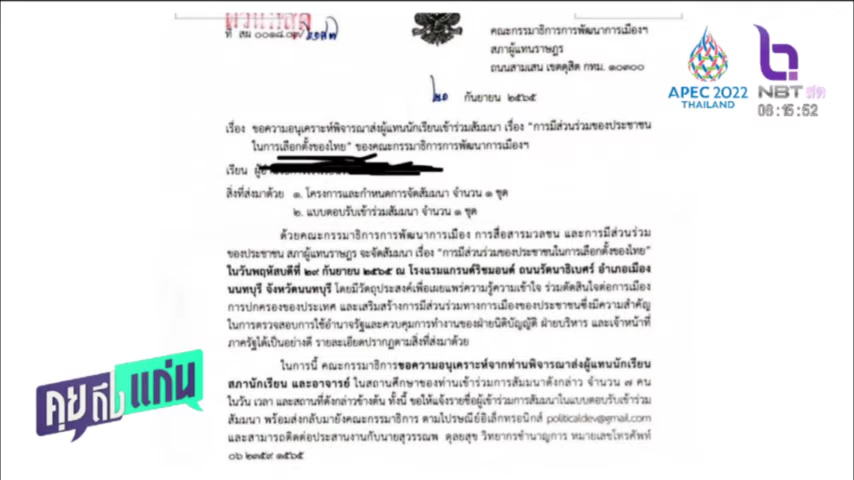 ด่วนที่สุด
ที่ สผ ๐๐๑๘.๐๗/
คณะกรรมาธิการการพัฒนาการเมืองฯ
สภาผู้แทนราษฎร
ถนนสามเสน เขตดุสิต กทม. ๑๐๓๐๐
๒๐ กันยายน ๒๕๖๕
เรื่อง ขอความอนุเคราะห์พิจารณาส่งผู้แทนนักเรียนเข้าร่วมสัมมนา เรื่อง "การมีส่วนร่วมของประชาชน
ในการเลือกตั้งของไทย" ของคณะกรรมาธิการการพัฒนาการเมืองฯ
เรียน
สิ่งที่ส่งมาด้วย ๑. โครงการและกำหนดการจัดสัมมนา จำนวน ๑ ชุด
๒. แบบตอบรับเข้าร่วมสัมมนา จำนวน ๑ ชุด
ด้วยคณะกรรมาธิการการพัฒนาการเมือง การสื่อสารมวลชน และการมีส่วนร่วม
ของประชาชน สภาผู้แทนราษฎร จะจัดสัมมนา เรื่อง "การมีส่วนร่วมของประชาชนในการเลือกตั้งของไทย"
ในวันพฤหัสบดีที่ ๒๙ กันยายน ๒๕๖๕ ณ โรงแรมแกรนด์ริชมอนด์ ถนนรัตนาธิเบศร์ อำเภอเมือง
นนทบุรี จังหวัดนนทบุรี โดยมีวัตถุประสงค์เพื่อเผยแพร่ความรู้ความเข้าใจ ร่วมตัดสินใจต่อการเมือง
การปกครองของประเทศ และเสริมสร้างการมีส่วนร่วมทางการเมืองของประชาชนซึ่งมีความสำคัญ
ในการตรวจสอบการใช้อำนาจรัฐและควบคุมการทำงานของฝ่ายนิติบัญญัติ ฝ่ายบริหาร และเจ้าหน้าที่
ภาครัฐได้เป็นอย่างดี รายละเอียดปรากฏตามสิ่งที่ส่งมาด้วย
ในการนี้ คณะกรรมาธิการขอความอนุเคราะห์จากท่านพิจารณาส่งผู้แทนนักเรียน
สภานักเรียน และอาจารย์ ในสถานศึกษาของท่านเข้าร่วมการสัมมนาดังกล่าว จำนวน ๗ คน
ในวัน เวลา และสถานที่ดังกล่าวข้างต้น ทั้งนี้ ขอให้แจ้งรายชื่อผู้เข้าร่วมการสัมมนาในแบบตอบรับเข้าร่วม
สัมมนา พร้อมส่งกลับมายังคณะกรรมาธิการ ตามไปรษณีย์อิเล็กทรอนิกส์ politicaldev@gmail.com
และสามารถติดต่อประสานงานกับนายสุวรรณพ ดุลยสุข วิทยากรชำนาญการ หมายเลขโทรศัพท์
๐๖ ๒๓๕๙ ๑๕๖๕
APEC 2022
THAILAND
NBT สด
08:15:52
คุยถึงแก่น